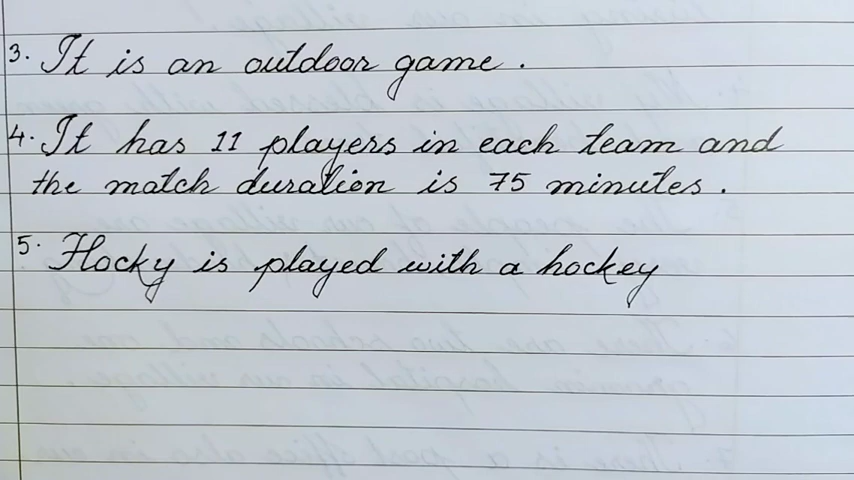 3. It is an outdoor game.
4. It has 11 players in each team and
the match duration is 75 minutes.
5. Hocky is played with a hockey